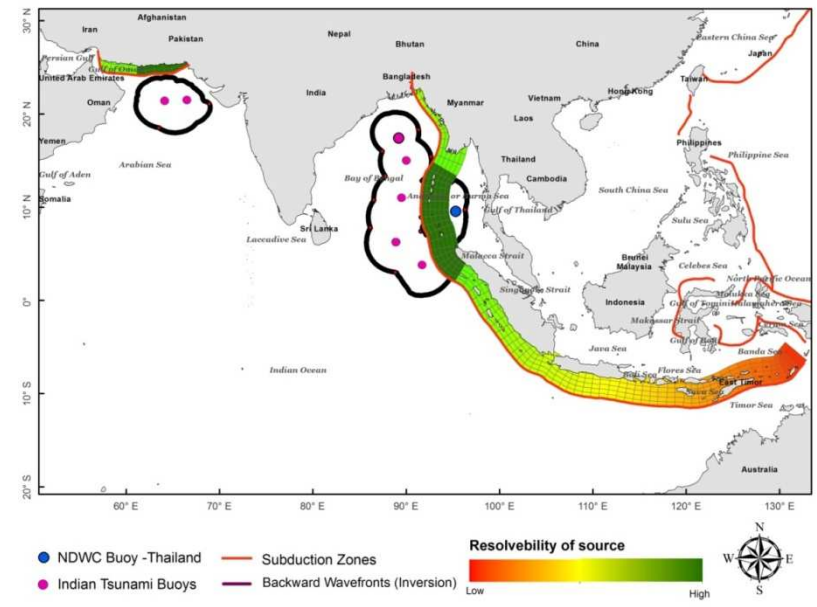 30° N
20° N
10° N
0°
10° S
20° S
Afghanistan
Iran
Pakistan
Nepal
Bhutan
China
Eastern China Sea
Japan
Persian Gulf
United Arab Emirates
Bangladesh
Taiwan
Hong Kong
Oman
India
Myanmar
Vietnam
Laos
Yemen
Philippines
Arabian Sea
Thailand
Philippine Sea
Gulf of Aden
Bay of Bengal
Cambodia
South China Sea
Somalia
Gulf of Thailand
Sri Lanka
Sulu Sea
Laccadive Sea
Malacca Strait
Brunei
Malaysia
Celebes Sea
North Pacific Ocean
Singapore Strait
Indonesia
Makassar Strait
Java Sea
Banda Sea
Indian Ocean
Flores Sea
East Timor
Timor Sea
Australia
60° E 70° E 80° E 90° E 100° E 110° E 120° E 130° E
NDWC Buoy -Thailand
Indian Tsunami Buoys
Subduction Zones
Backward Wavefronts (Inversion)
Resolvebility of source
Low High
N
W E
S